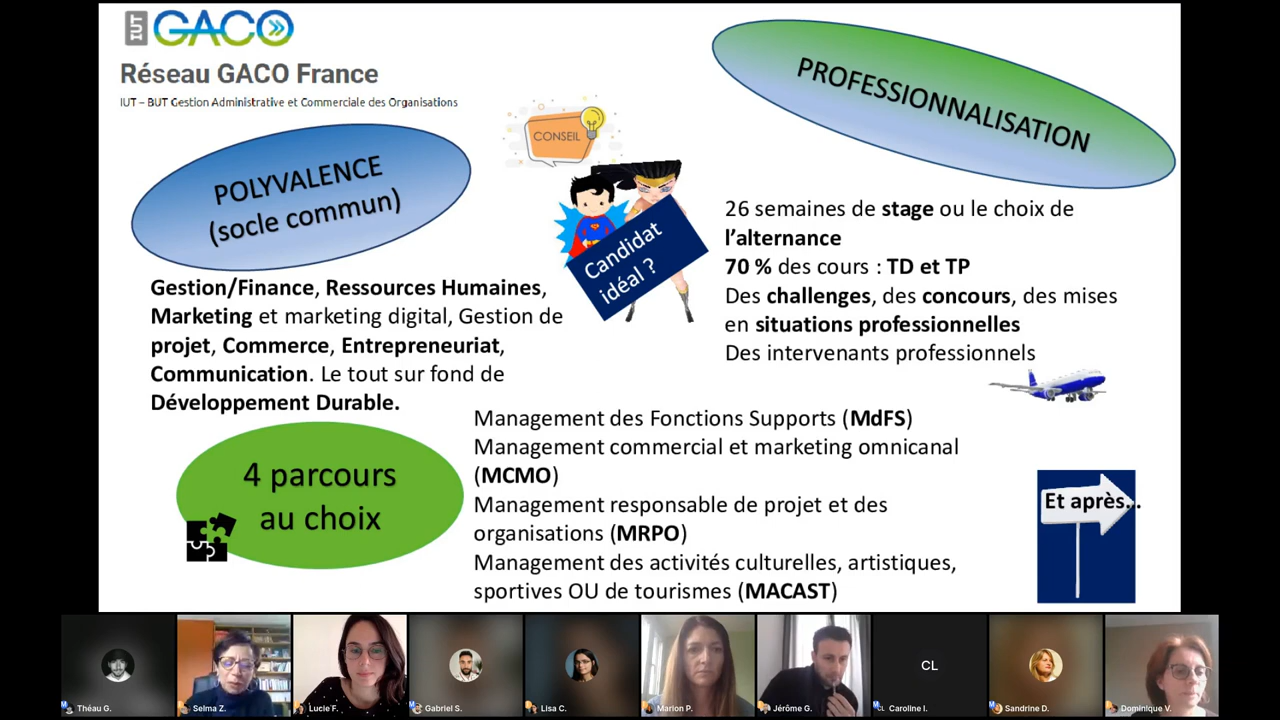 IUT GACO
Réseau GACO France
IUT – BUT Gestion Administrative et Commerciale des Organisations
PROFESSIONNALISATION
CONSEIL
POLYVALENCE
(socle commun)
Candidat
idéal ?
Gestion/Finance, Ressources Humaines,
Marketing et marketing digital, Gestion de
projet, Commerce, Entrepreneuriat,
Communication. Le tout sur fond de
Développement Durable.
26 semaines de stage ou le choix de
l’alternance
70 % des cours : TD et TP
Des challenges, des concours, des mises
en situations professionnelles
Des intervenants professionnels
4 parcours
au choix
Management des Fonctions Supports (MdFS)
Management commercial et marketing omnicanal
(MCMO)
Management responsable de projet et des
organisations (MRPO)
Management des activités culturelles, artistiques,
sportives OU de tourismes (MACAST)
Et après...
CL
Théau G.
Selma Z.
Lucie F.
Gabriel S.
Lisa C.
Marion P.
Jérôme G.
Caroline I.
Sandrine D.
Dominique V.